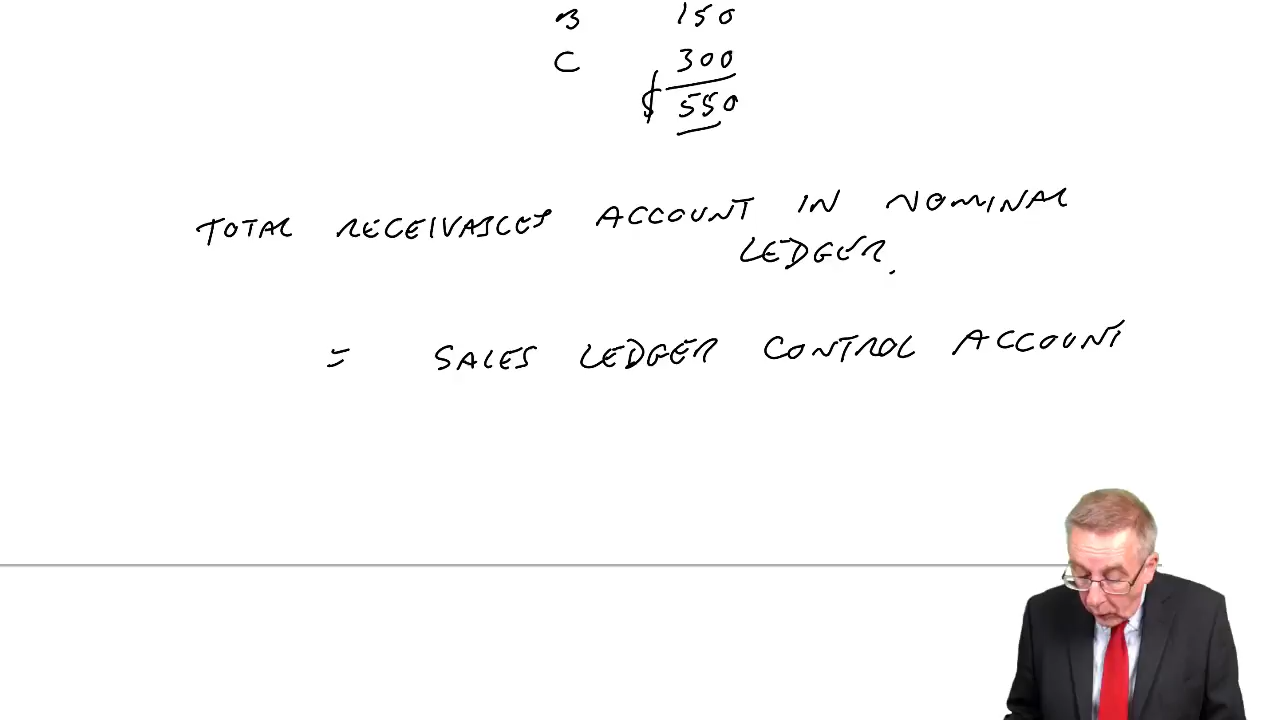 B 150
C 300
$ 550
TOTAL RECEIVABLES ACCOUNT IN NOMINAL
LEDGER.
= SALES LEDGER CONTROL ACCOUNT